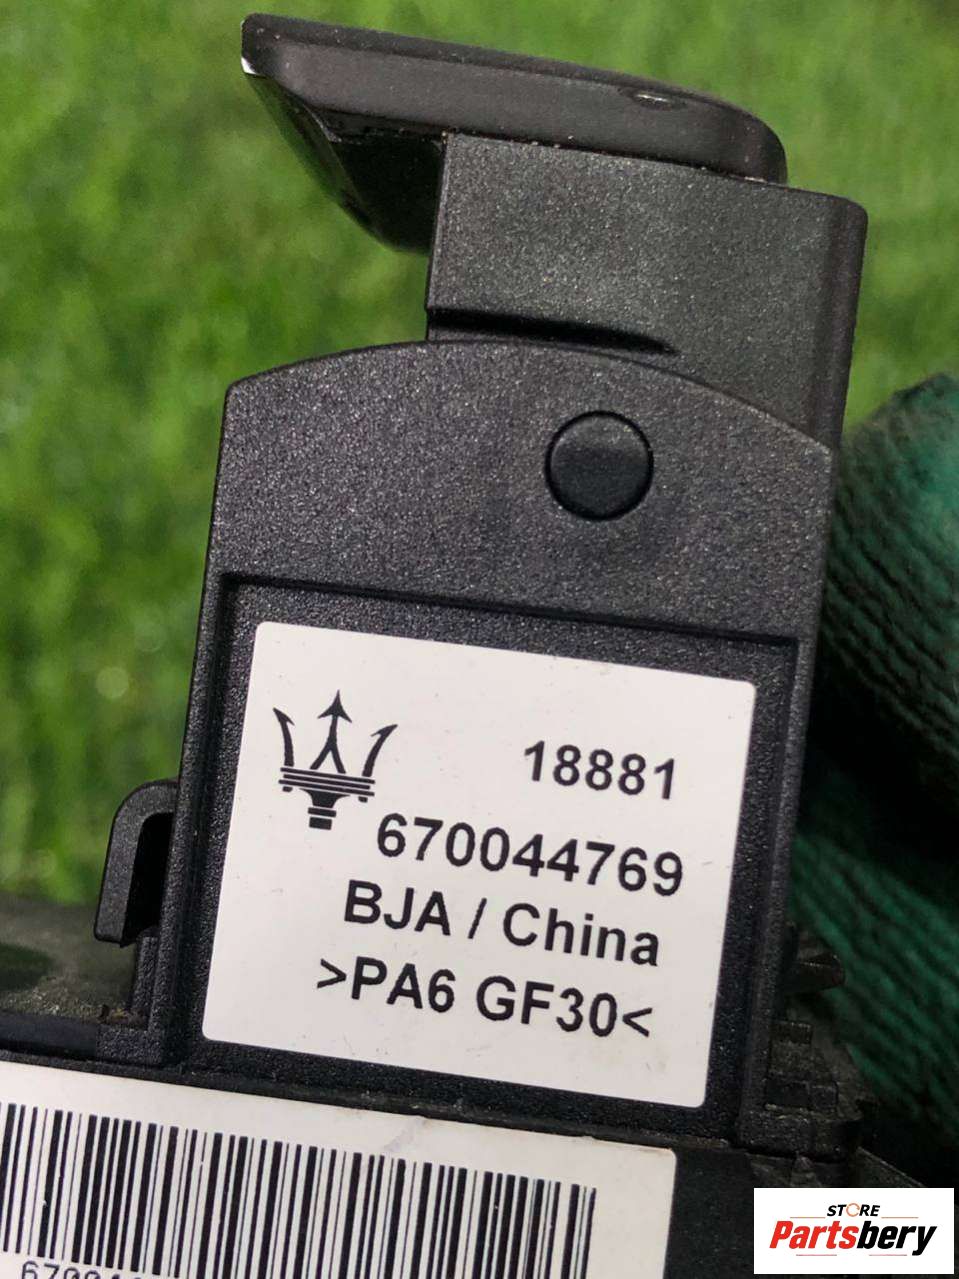 18881
670044769
BJA / China
>PA6 GF30<
STORE
Partsbery